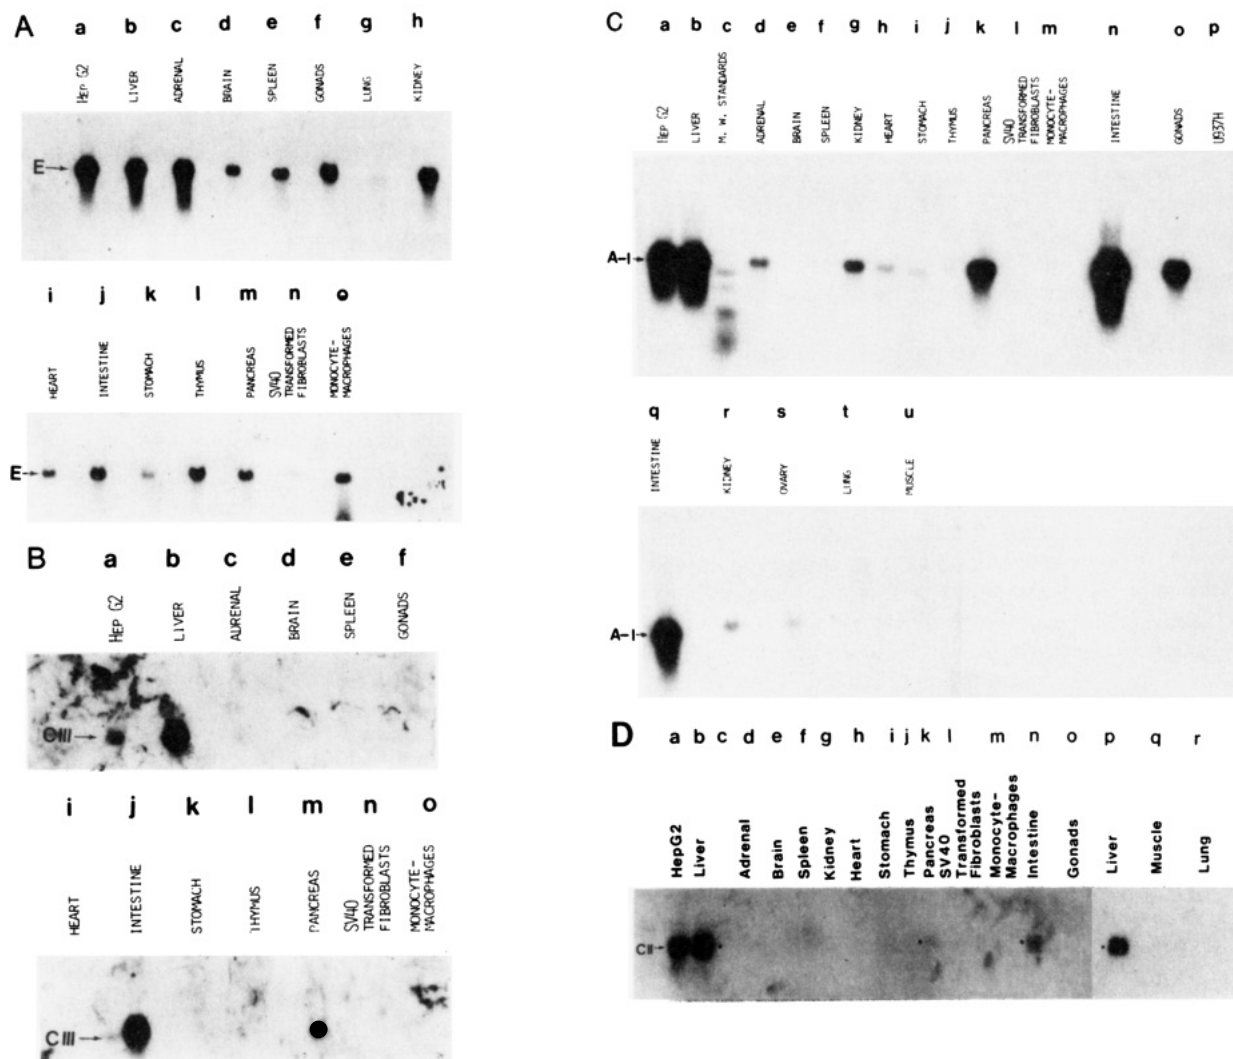 A
a b c d e f g h
HEP G2
LIVER
ADRENAL
BRAIN
SPLEEN
GONADS
LUNG
KIDNEY
E
i j k l m n o
HEART
INTESTINE
STOMACH
THYMUS
PANCREAS
SV40
TRANSFORMED
FIBROBLASTS
MONOCYTE-
MACROPHAGES
E
B
a b c d e f
HEP G2
LIVER
ADRENAL
BRAIN
SPLEEN
GONADS
CIII
i j k l m n o
HEART
INTESTINE
STOMACH
THYMUS
PANCREAS
SV40
TRANSFORMED
FIBROBLASTS
MONOCYTE-
MACROPHAGES
CIII
C
a b c d e f g h i j k l m n o p
HEP G2
LIVER
M. W. STANDARDS
ADRENAL
BRAIN
SPLEEN
KIDNEY
HEART
STOMACH
THYMUS
PANCREAS
SV40
TRANSFORMED
FIBROBLASTS
MONOCYTE-
MACROPHAGES
INTESTINE
GONADS
U937H
A-I
q r s t u
INTESTINE
KIDNEY
OVARY
LUNG
MUSCLE
A-I
D
a b c d e f g h i j k l m n o p q r
HepG2
Liver
Adrenal
Brain
Spleen
Kidney
Heart
Stomach
Thymus
Pancreas
SV40
Transformed
Fibroblasts
Monocyte-
Macrophages
Intestine
Gonads
Liver
Muscle
Lung
CII